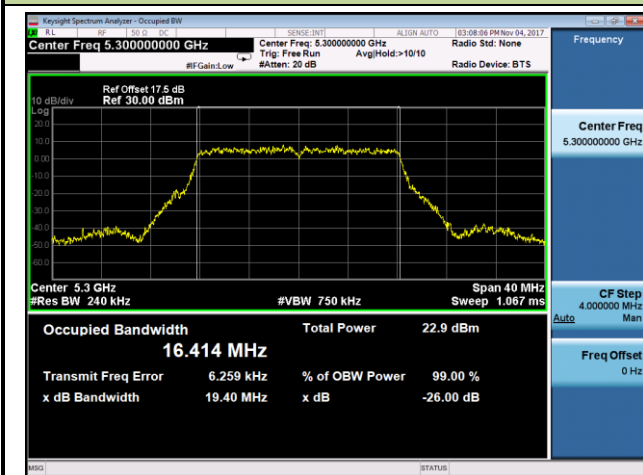 Keysight Spectrum Analyzer - Occupied BW
RL RF 50 Ω DC SENSE:INT ALIGN AUTO 03:08:06 PM Nov 04, 2017
Center Freq 5.300000000 GHz
Center Freq: 5.300000000 GHz Radio Std: None
Trig: Free Run Avg|Hold:>10/10
#IFGain:Low #Atten: 20 dB Radio Device: BTS
Ref Offset 17.5 dB
10 dB/div Ref 30.00 dBm
Log
20.0
10.0
0.00
-10.0
-20.0
-30.0
-40.0
-50.0
-60.0
Center 5.3 GHz Span 40 MHz
#Res BW 240 kHz #VBW 750 kHz Sweep 1.067 ms
Occupied Bandwidth Total Power 22.9 dBm
16.414 MHz
Transmit Freq Error 6.259 kHz % of OBW Power 99.00 %
x dB Bandwidth 19.40 MHz x dB -26.00 dB
MSG STATUS
Frequency
Center Freq
5.300000000 GHz
CF Step
4.000000 MHz
Auto Man
Freq Offset
0 Hz